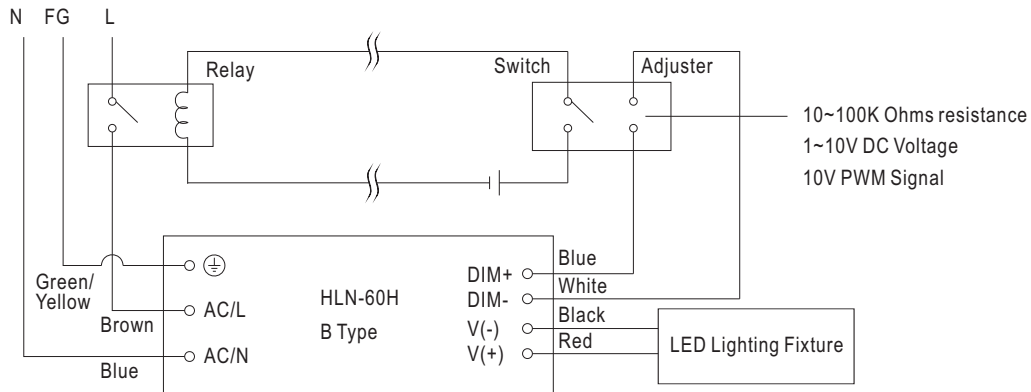 N FG L
Relay
Switch
Adjuster
10~100K Ohms resistance
1~10V DC Voltage
10V PWM Signal
Green/
Yellow
Brown
Blue
AC/L
AC/N
HLN-60H
B Type
DIM+
DIM-
V(-)
V(+)
Blue
White
Black
Red
LED Lighting Fixture